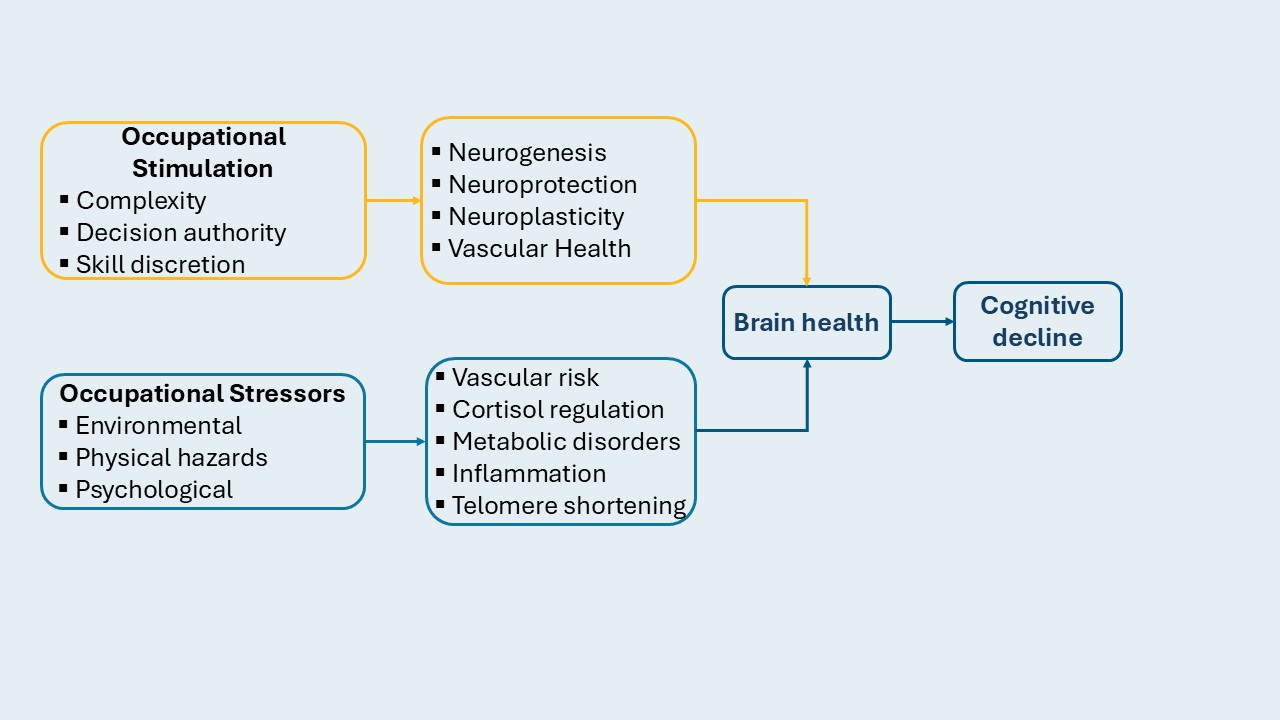 Occupational
Stimulation
▪ Complexity
▪ Decision authority
▪ Skill discretion
▪ Neurogenesis
▪ Neuroprotection
▪ Neuroplasticity
▪ Vascular Health
Occupational Stressors
▪ Environmental
▪ Physical hazards
▪ Psychological
▪ Vascular risk
▪ Cortisol regulation
▪ Metabolic disorders
▪ Inflammation
▪ Telomere shortening
Brain health
Cognitive
decline